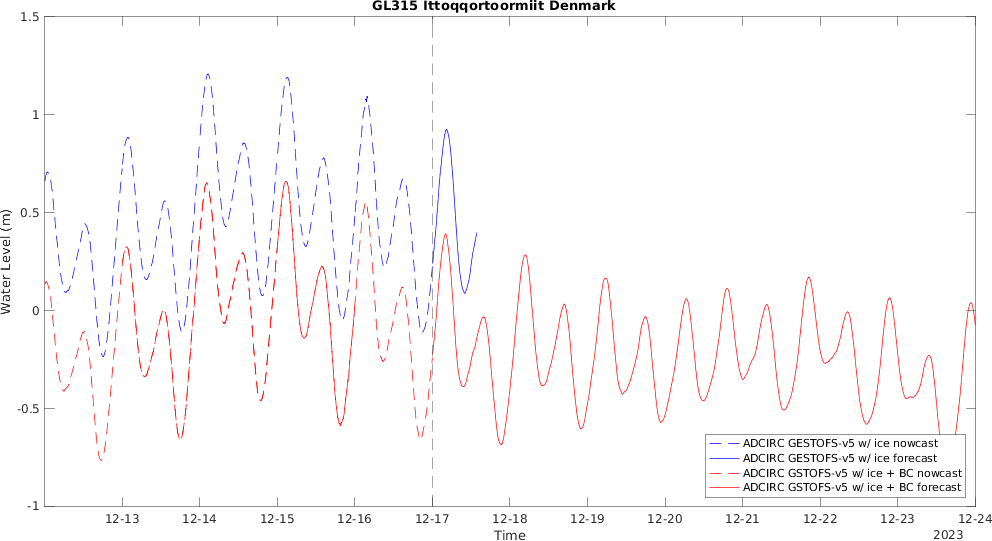 GL315 Ittoqqortoormiit Denmark
1.5
1
0.5
0
-0.5
-1
Water Level (m)
12-13 12-14 12-15 12-16 12-17 12-18 12-19 12-20 12-21 12-22 12-23 12-24
Time
2023
ADCIRC GESTOFS-v5 w/ ice nowcast
ADCIRC GESTOFS-v5 w/ ice forecast
ADCIRC GSTOFS-v5 w/ ice + BC nowcast
ADCIRC GSTOFS-v5 w/ ice + BC forecast